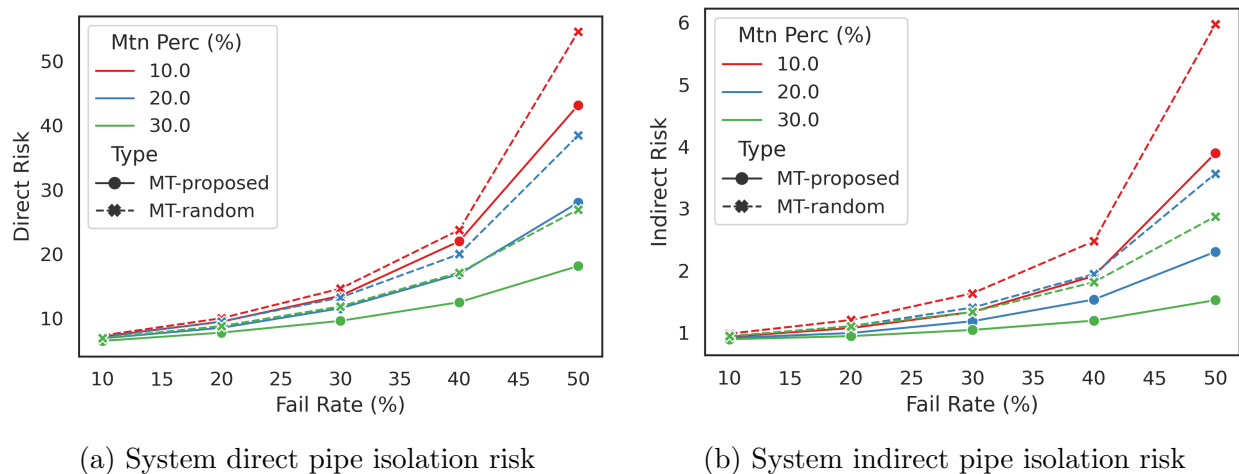 Mtn Perc (%)
10.0
20.0
30.0
Type
MT-proposed
MT-random
50
40
30
20
10
Direct Risk
10 15 20 25 30 35 40 45 50
Fail Rate (%)
(a) System direct pipe isolation risk
Mtn Perc (%)
10.0
20.0
30.0
Type
MT-proposed
MT-random
6
5
4
3
2
1
Indirect Risk
10 15 20 25 30 35 40 45 50
Fail Rate (%)
(b) System indirect pipe isolation risk